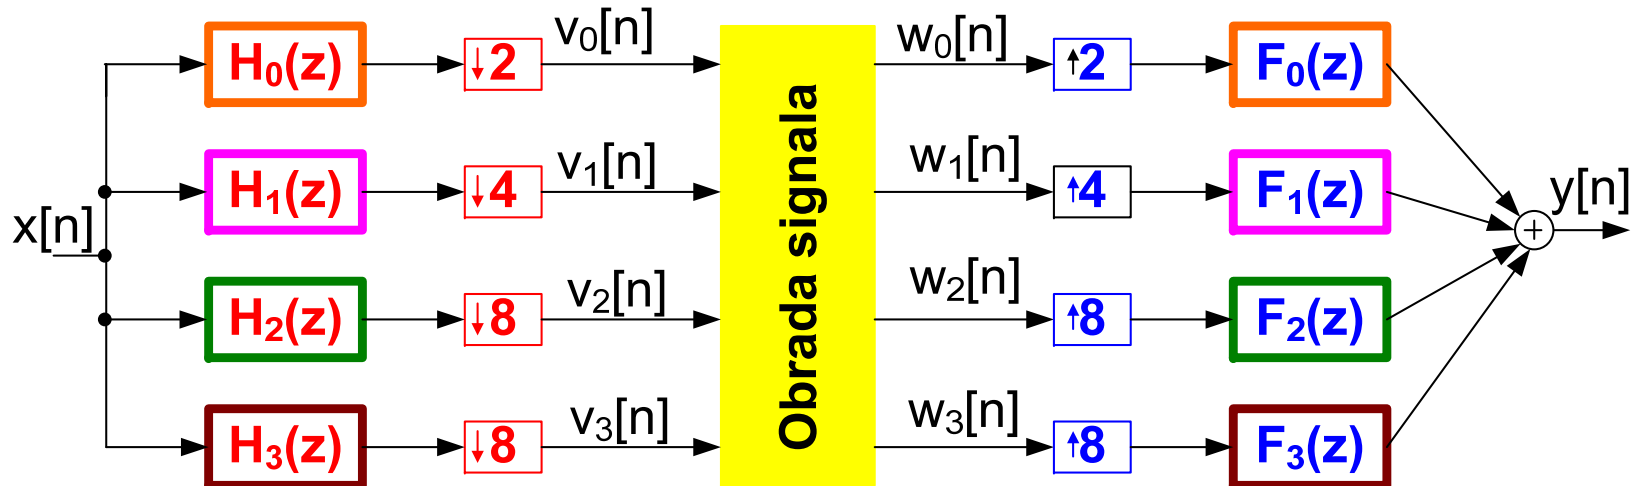 H₀(z) ↓2 v₀[n] w₀[n] ↑2 F₀(z)
H₁(z) ↓4 v₁[n] w₁[n] ↑4 F₁(z)
x[n] Obrada signala + y[n]
H₂(z) ↓8 v₂[n] w₂[n] ↑8 F₂(z)
H₃(z) ↓8 v₃[n] w₃[n] ↑8 F₃(z)